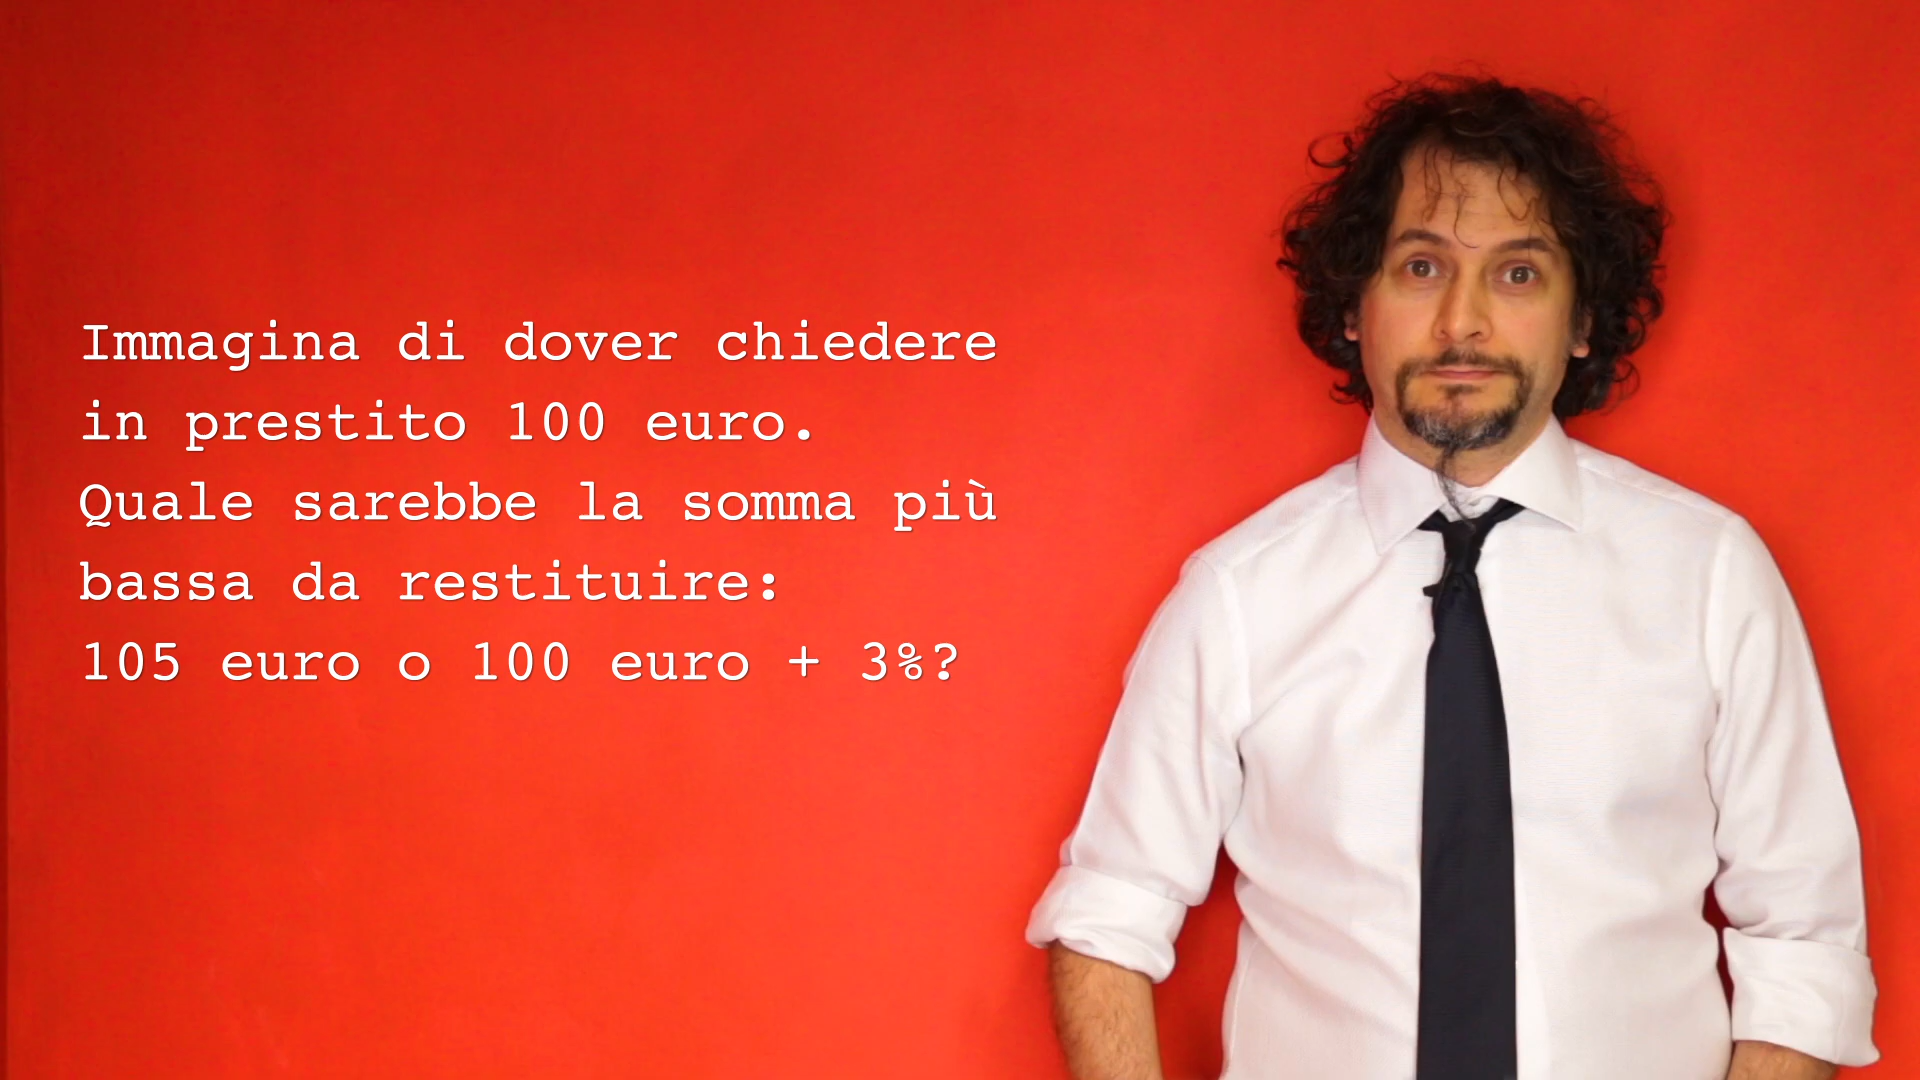 Immagina di dover chiedere
in prestito 100 euro.
Quale sarebbe la somma più
bassa da restituire:
105 euro o 100 euro + 3%?